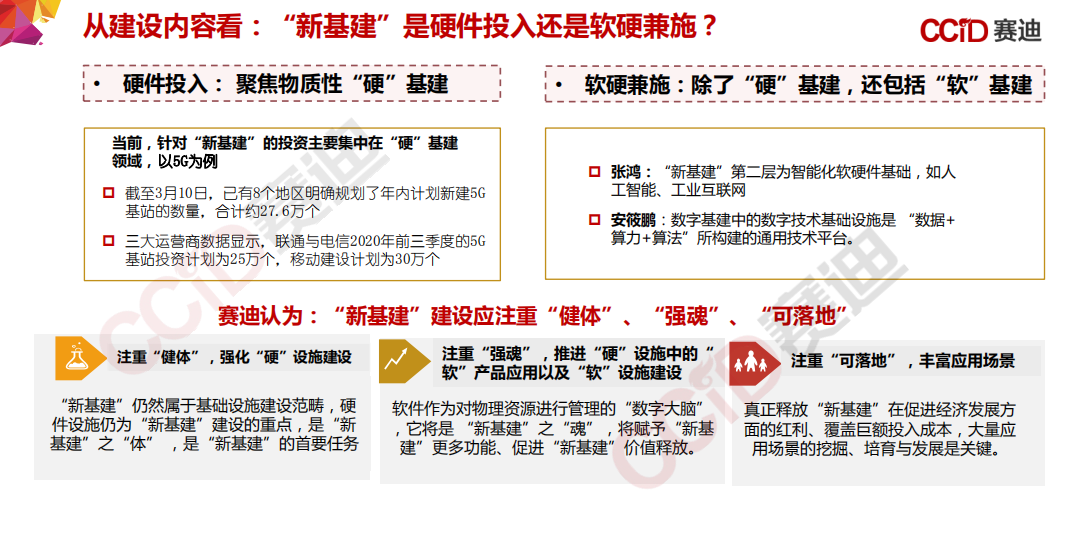 从建设内容看：“新基建”是硬件投入还是软硬兼施？
CCID 赛迪
• 硬件投入： 聚焦物质性“硬”基建
• 软硬兼施：除了“硬”基建，还包括“软”基建
当前，针对“新基建”的投资主要集中在“硬”基建
领域，以5G为例
截至3月10日，已有8个地区明确规划了年内计划新建5G
基站的数量，合计约27.6万个
三大运营商数据显示，联通与电信2020年前三季度的5G
基站投资计划为25万个，移动建设计划为30万个
张鸿：“新基建”第二层为智能化软硬件基础，如人
工智能、工业互联网
安筱鹏：数字基建中的数字技术基础设施是 “数据+
算力+算法”所构建的通用技术平台。
赛迪认为：“新基建”建设应注重“健体”、“强魂”、“可落地”
注重“健体”，强化“硬”设施建设
“新基建”仍然属于基础设施建设范畴，硬
件设施仍为“新基建”建设的重点，是“新
基建”之“体” ，是“新基建”的首要任务
注重“强魂”，推进“硬”设施中的“
软”产品应用以及“软”设施建设
软件作为对物理资源进行管理的“数字大脑”
，它将是 “新基建”之“魂”，将赋予“新基
建”更多功能、促进“新基建”价值释放。
注重“可落地” ，丰富应用场景
真正释放“新基建”在促进经济发展方
面的红利、覆盖巨额投入成本，大量应
用场景的挖掘、培育与发展是关键。
CCID 赛迪
CCID 赛迪